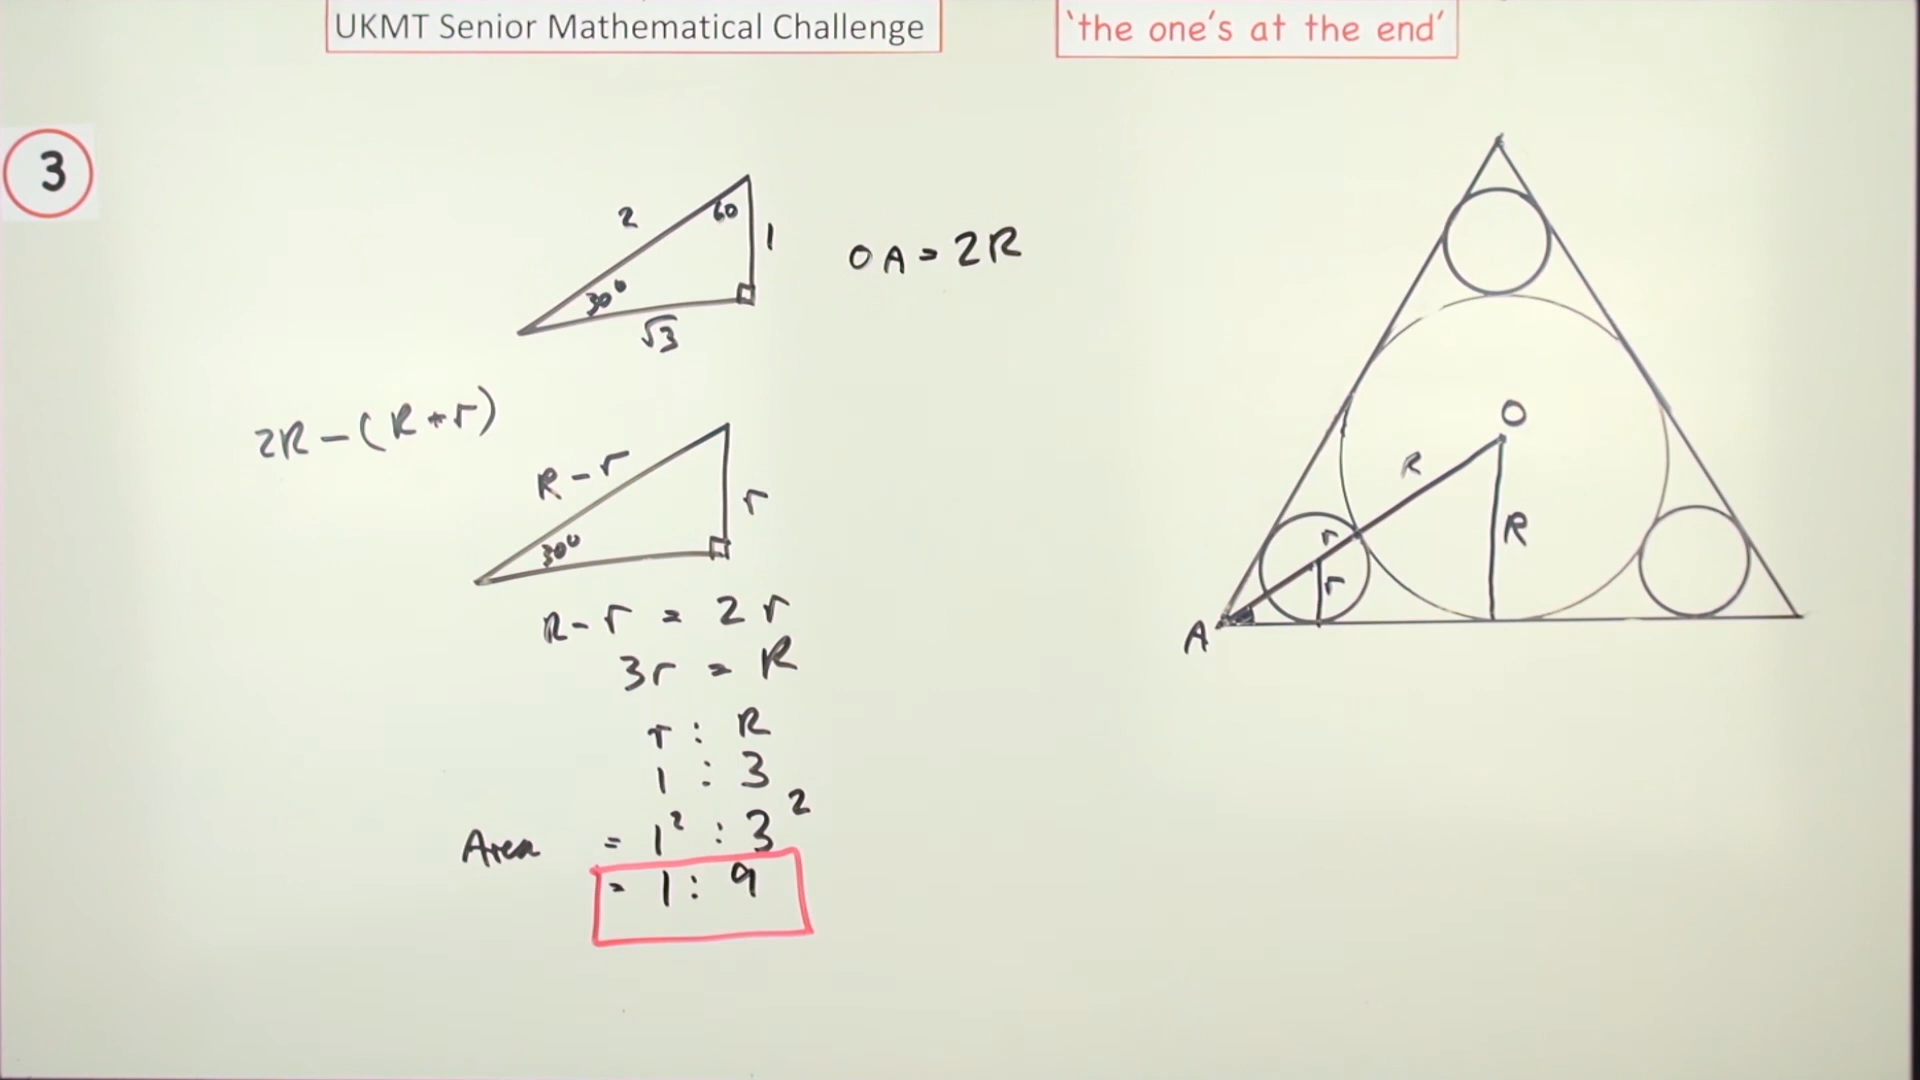 UKMT Senior Mathematical Challenge
'the one's at the end'
3
2
60
1
30°
√3
OA = 2R
2R - (R + r)
R - r
r
30°
R - r = 2r
3r = R
r : R
1 : 3
Area = 1² : 3²
= 1 : 9
O
R
r
R
r
A